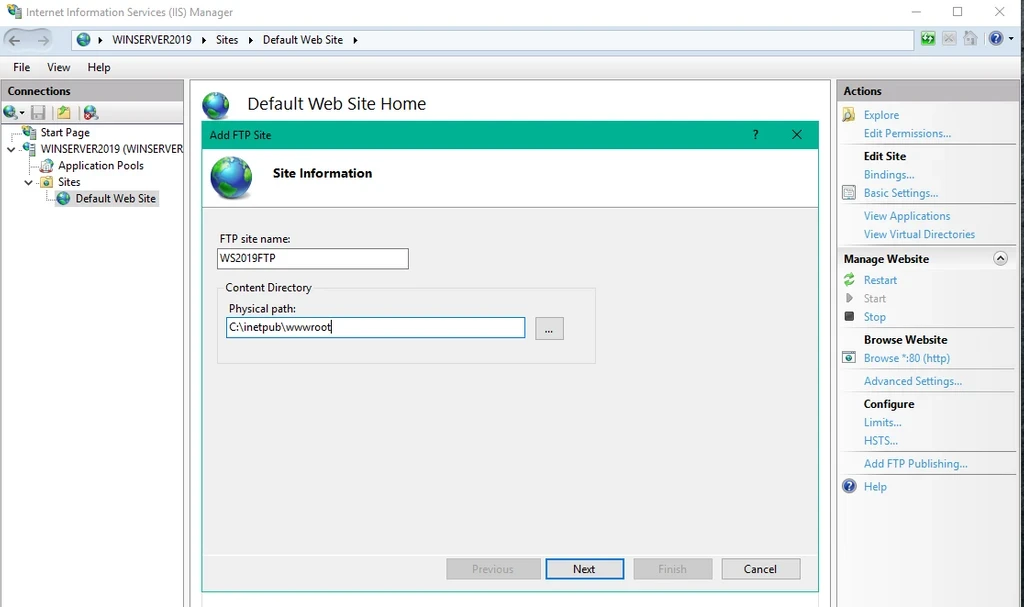 Internet Information Services (IIS) Manager
WINSERVER2019 Sites Default Web Site
File View Help
Connections
Start Page
WINSERVER2019 (WINSERVER
Application Pools
Sites
Default Web Site
Default Web Site Home
Add FTP Site ?
Site Information
FTP site name:
WS2019FTP
Content Directory
Physical path:
C:\inetpub\wwwroot
...
Previous Next Finish Cancel
Actions
Explore
Edit Permissions...
Edit Site
Bindings...
Basic Settings...
View Applications
View Virtual Directories
Manage Website
Restart
Start
Stop
Browse Website
Browse *:80 (http)
Advanced Settings...
Configure
Limits...
HSTS...
Add FTP Publishing...
Help